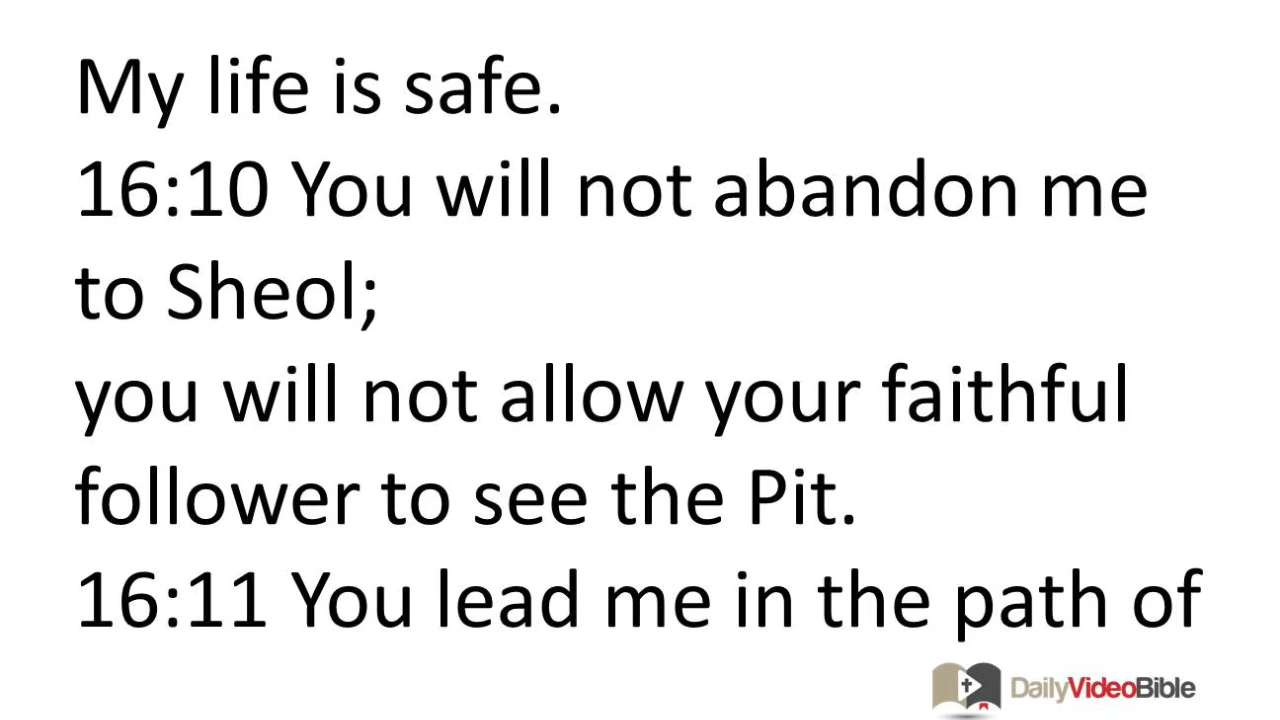 My life is safe.
16:10 You will not abandon me
to Sheol;
you will not allow your faithful
follower to see the Pit.
16:11 You lead me in the path of
DailyVideoBible